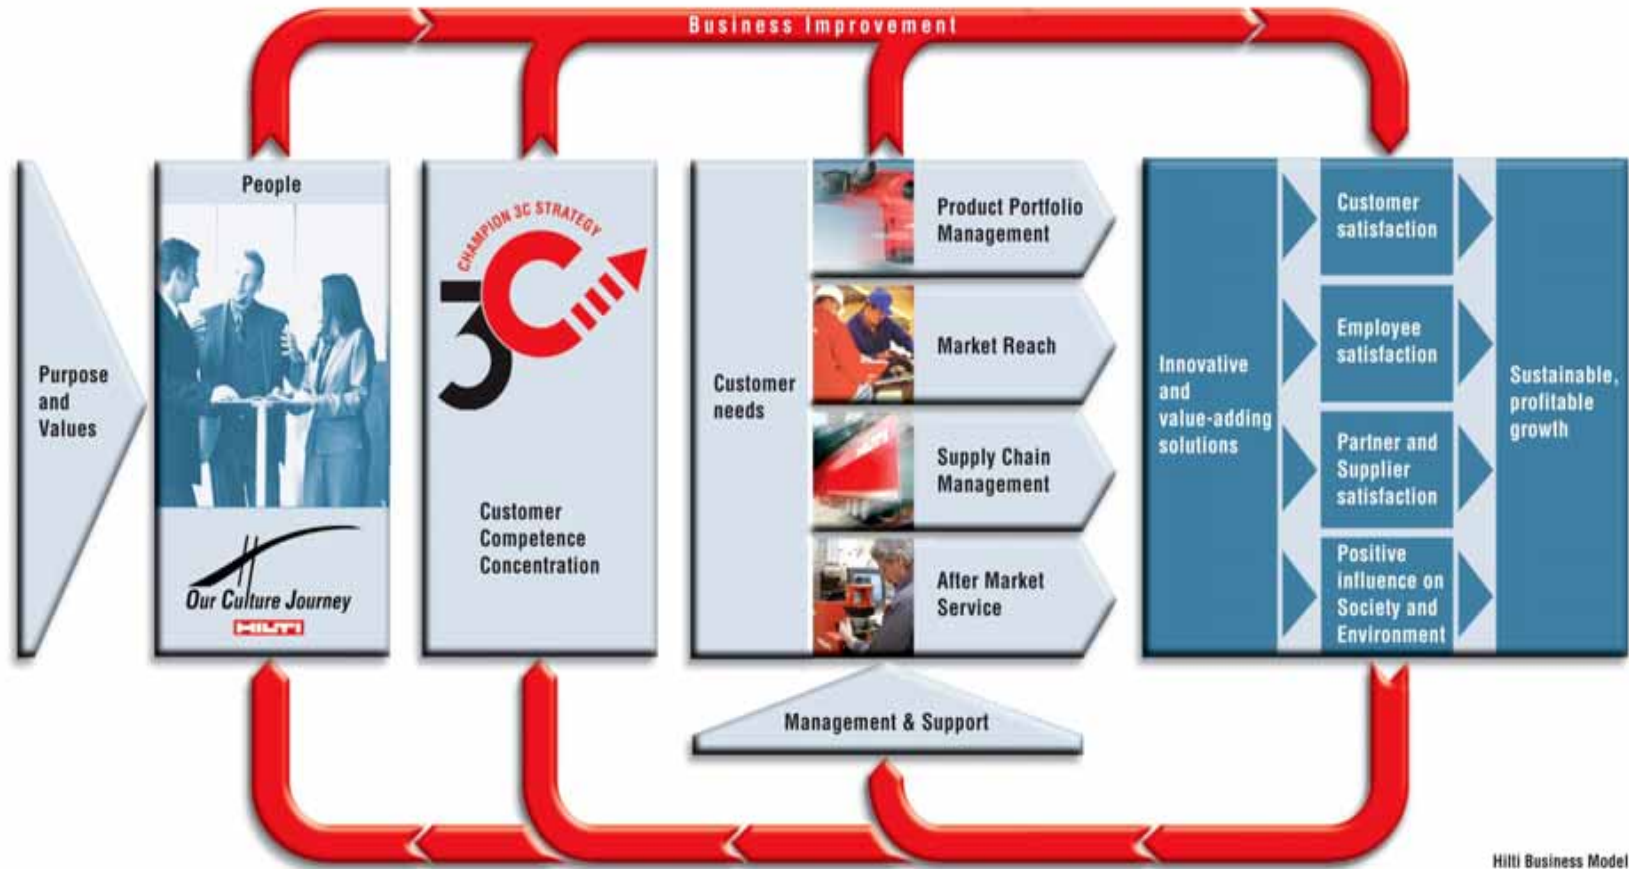 Business Improvement
Purpose
and
Values
People
Our Culture Journey
HILTI
CHAMPION 3C STRATEGY
3C
Customer
Competence
Concentration
Customer
needs
Product Portfolio
Management
Market Reach
Supply Chain
Management
After Market
Service
Management & Support
Innovative
and
value-adding
solutions
Customer
satisfaction
Employee
satisfaction
Partner and
Supplier
satisfaction
Positive
influence on
Society and
Environment
Sustainable,
profitable
growth
Hilti Business Model